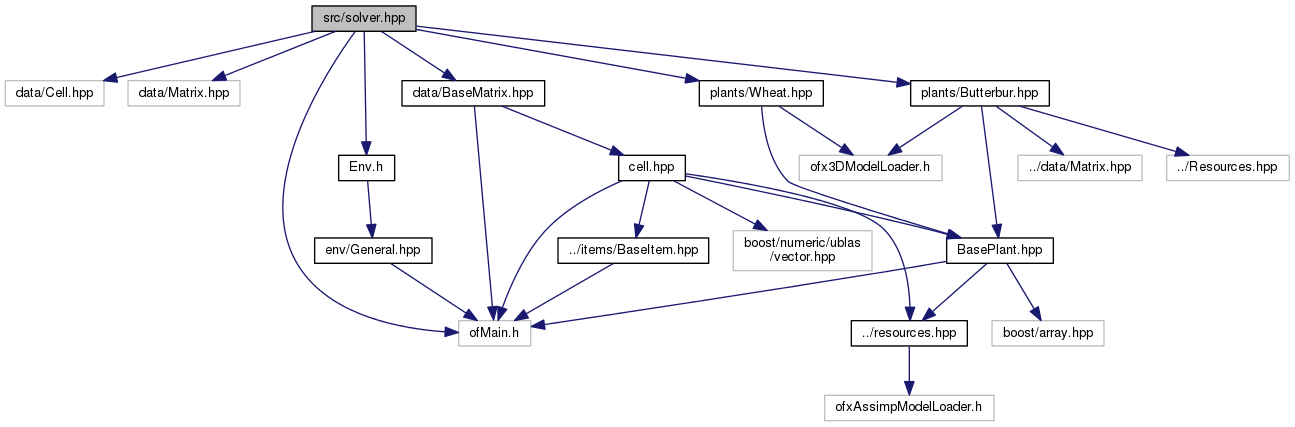 src/solver.hpp
data/Cell.hpp
data/Matrix.hpp
data/BaseMatrix.hpp
plants/Wheat.hpp
plants/Butterbur.hpp
Env.h
cell.hpp
ofx3DModelLoader.h
../data/Matrix.hpp
../Resources.hpp
env/General.hpp
../items/BaseItem.hpp
boost/numeric/ublas
/vector.hpp
BasePlant.hpp
ofMain.h
../resources.hpp
boost/array.hpp
ofxAssimpModelLoader.h